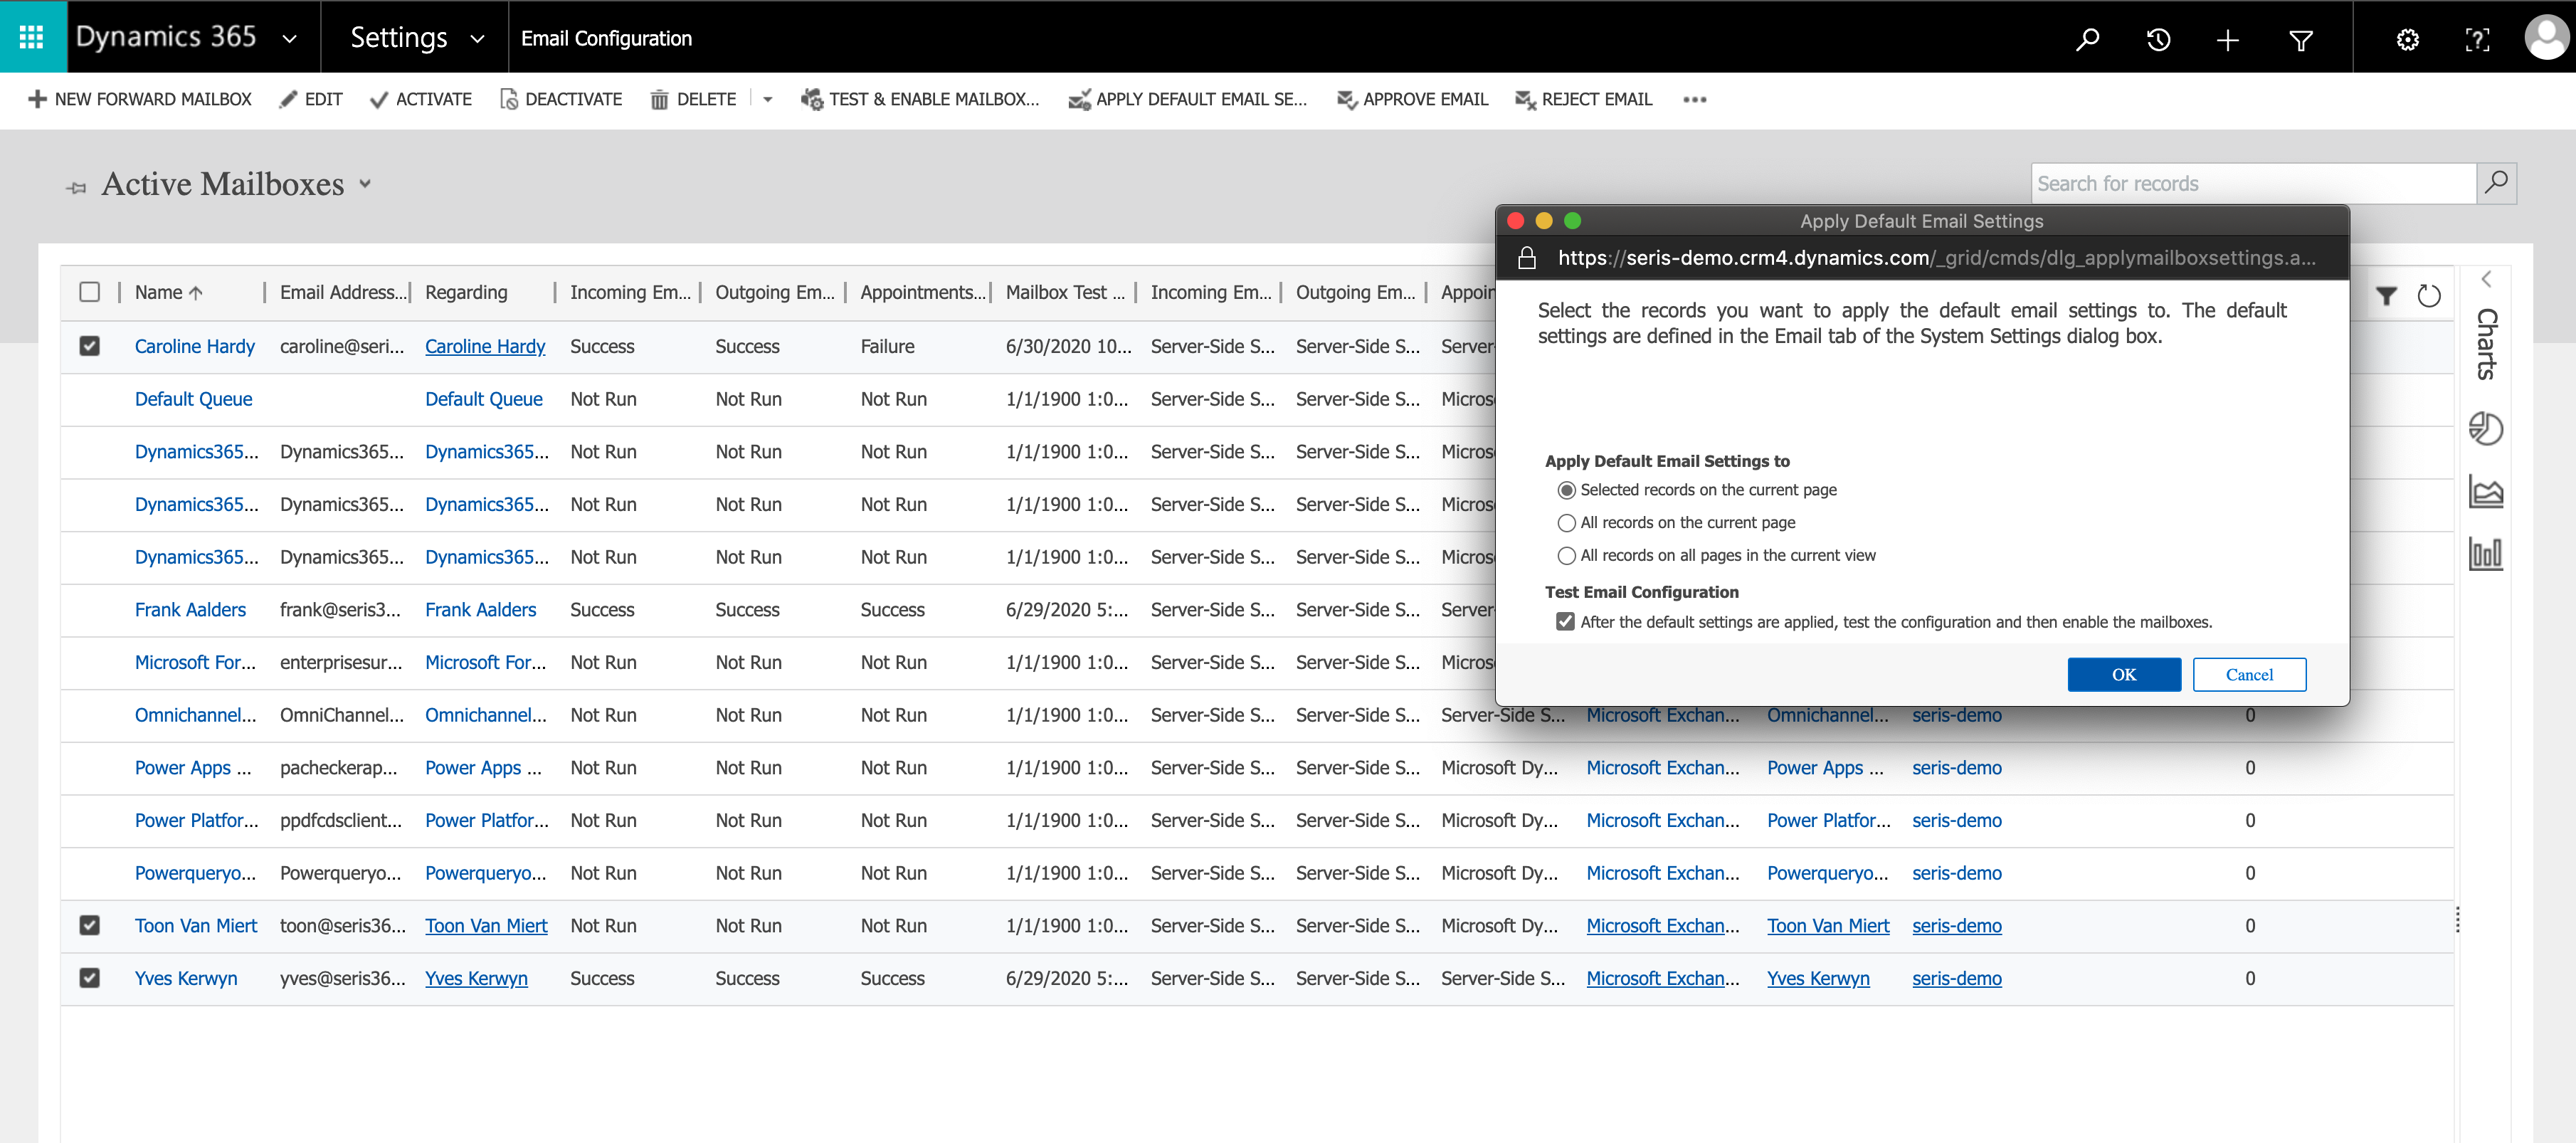 Dynamics 365 Settings Email Configuration
NEW FORWARD MAILBOX EDIT ACTIVATE DEACTIVATE DELETE TEST & ENABLE MAILBOX... APPLY DEFAULT EMAIL SE... APPROVE EMAIL REJECT EMAIL
Active Mailboxes
Search for records
Name Email Address... Regarding Incoming Em... Outgoing Em... Appointments... Mailbox Test ... Incoming Em... Outgoing Em... Appoin
Caroline Hardy caroline@seri... Caroline Hardy Success Success Failure 6/30/2020 10... Server-Side S... Server-Side S... Server-
Default Queue Default Queue Not Run Not Run Not Run 1/1/1900 1:0... Server-Side S... Server-Side S... Micros
Dynamics365... Dynamics365... Dynamics365... Not Run Not Run Not Run 1/1/1900 1:0... Server-Side S... Server-Side S... Micros
Dynamics365... Dynamics365... Dynamics365... Not Run Not Run Not Run 1/1/1900 1:0... Server-Side S... Server-Side S... Micros
Dynamics365... Dynamics365... Dynamics365... Not Run Not Run Not Run 1/1/1900 1:0... Server-Side S... Server-Side S... Micros
Frank Aalders frank@seris3... Frank Aalders Success Success Success 6/29/2020 5:... Server-Side S... Server-Side S... Server-
Microsoft For... enterprisesur... Microsoft For... Not Run Not Run Not Run 1/1/1900 1:0... Server-Side S... Server-Side S... Micros
Omnichannel... OmniChannel... Omnichannel... Not Run Not Run Not Run 1/1/1900 1:0... Server-Side S... Server-Side S... Server-Side S... Microsoft Exchan... Omnichannel... seris-demo 0
Power Apps ... pacheckerap... Power Apps ... Not Run Not Run Not Run 1/1/1900 1:0... Server-Side S... Server-Side S... Microsoft Dy... Microsoft Exchan... Power Apps ... seris-demo 0
Power Platfor... ppdfcdsclient... Power Platfor... Not Run Not Run Not Run 1/1/1900 1:0... Server-Side S... Server-Side S... Microsoft Dy... Microsoft Exchan... Power Platfor... seris-demo 0
Powerqueryo... Powerqueryo... Powerqueryo... Not Run Not Run Not Run 1/1/1900 1:0... Server-Side S... Server-Side S... Microsoft Dy... Microsoft Exchan... Powerqueryo... seris-demo 0
Toon Van Miert toon@seris36... Toon Van Miert Not Run Not Run Not Run 1/1/1900 1:0... Server-Side S... Server-Side S... Microsoft Dy... Microsoft Exchan... Toon Van Miert seris-demo 0
Yves Kerwyn yves@seris36... Yves Kerwyn Success Success Success 6/29/2020 5:... Server-Side S... Server-Side S... Server-Side S... Microsoft Exchan... Yves Kerwyn seris-demo 0
Apply Default Email Settings
https://seris-demo.crm4.dynamics.com/_grid/cmds/dlg_applymailboxsettings.a...
Select the records you want to apply the default email settings to. The default
settings are defined in the Email tab of the System Settings dialog box.
Apply Default Email Settings to
Selected records on the current page
All records on the current page
All records on all pages in the current view
Test Email Configuration
After the default settings are applied, test the configuration and then enable the mailboxes.
OK Cancel
Charts